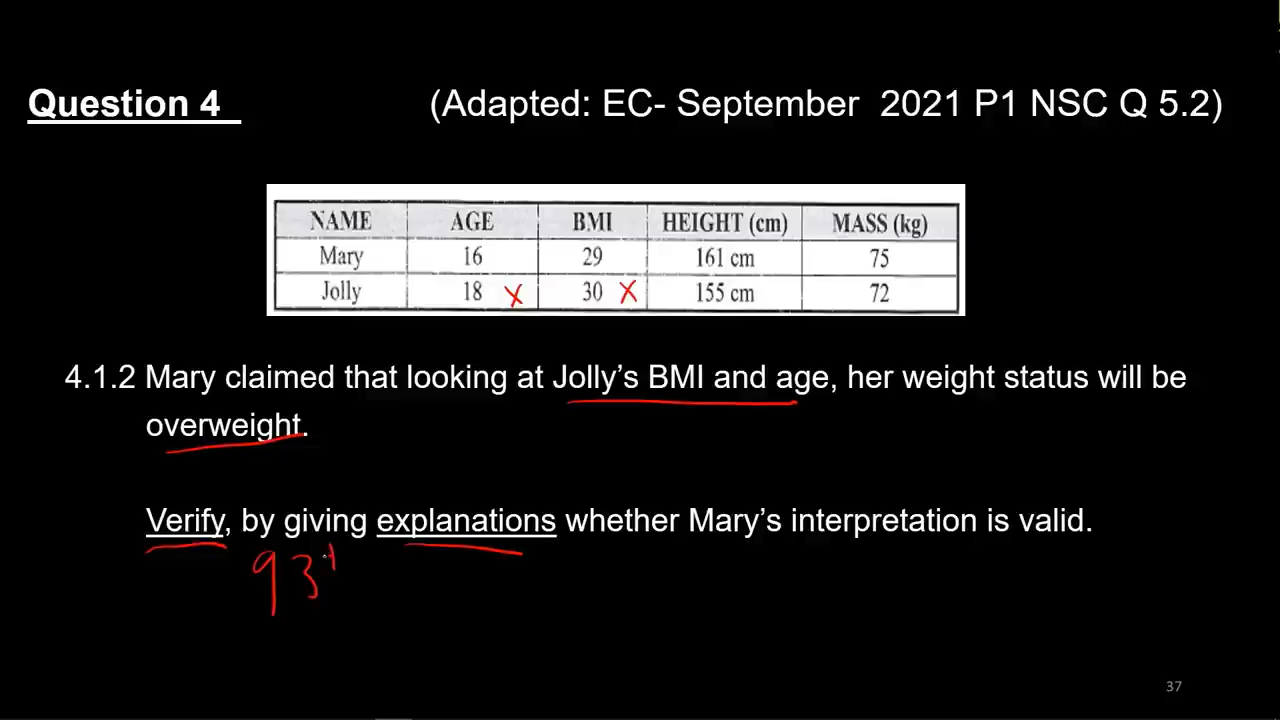 Question 4 (Adapted: EC- September 2021 P1 NSC Q 5.2)
NAME AGE BMI HEIGHT (cm) MASS (kg)
Mary 16 29 161 cm 75
Jolly 18 x 30 x 155 cm 72
4.1.2 Mary claimed that looking at Jolly’s BMI and age, her weight status will be
overweight.
Verify, by giving explanations whether Mary’s interpretation is valid.
93+
37